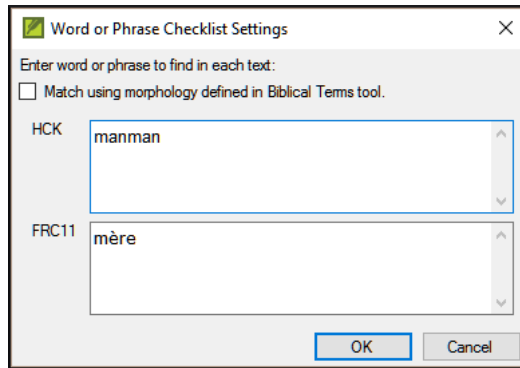 Word or Phrase Checklist Settings
Enter word or phrase to find in each text:
Match using morphology defined in Biblical Terms tool.
HCK
manman
FRC11
mère
OK Cancel